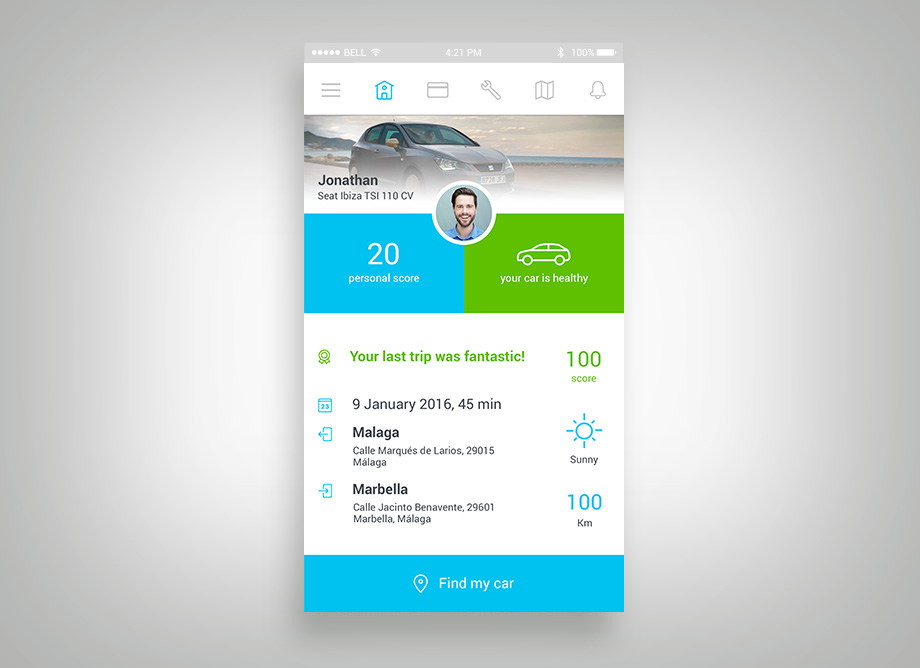 BELL 4:21 PM 100%
Jonathan
Seat Ibiza TSI 110 CV
20
personal score
your car is healthy
Your last trip was fantastic!
100
score
23
9 January 2016, 45 min
Malaga
Calle Marqués de Larios, 29015
Málaga
Sunny
Marbella
Calle Jacinto Benavente, 29601
Marbella, Málaga
100
Km
Find my car